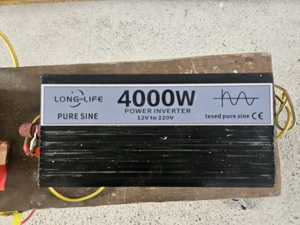 LONG-LIFE
PURE SINE
4000W
POWER INVERTER
12V to 220V
tesed pure sine CE